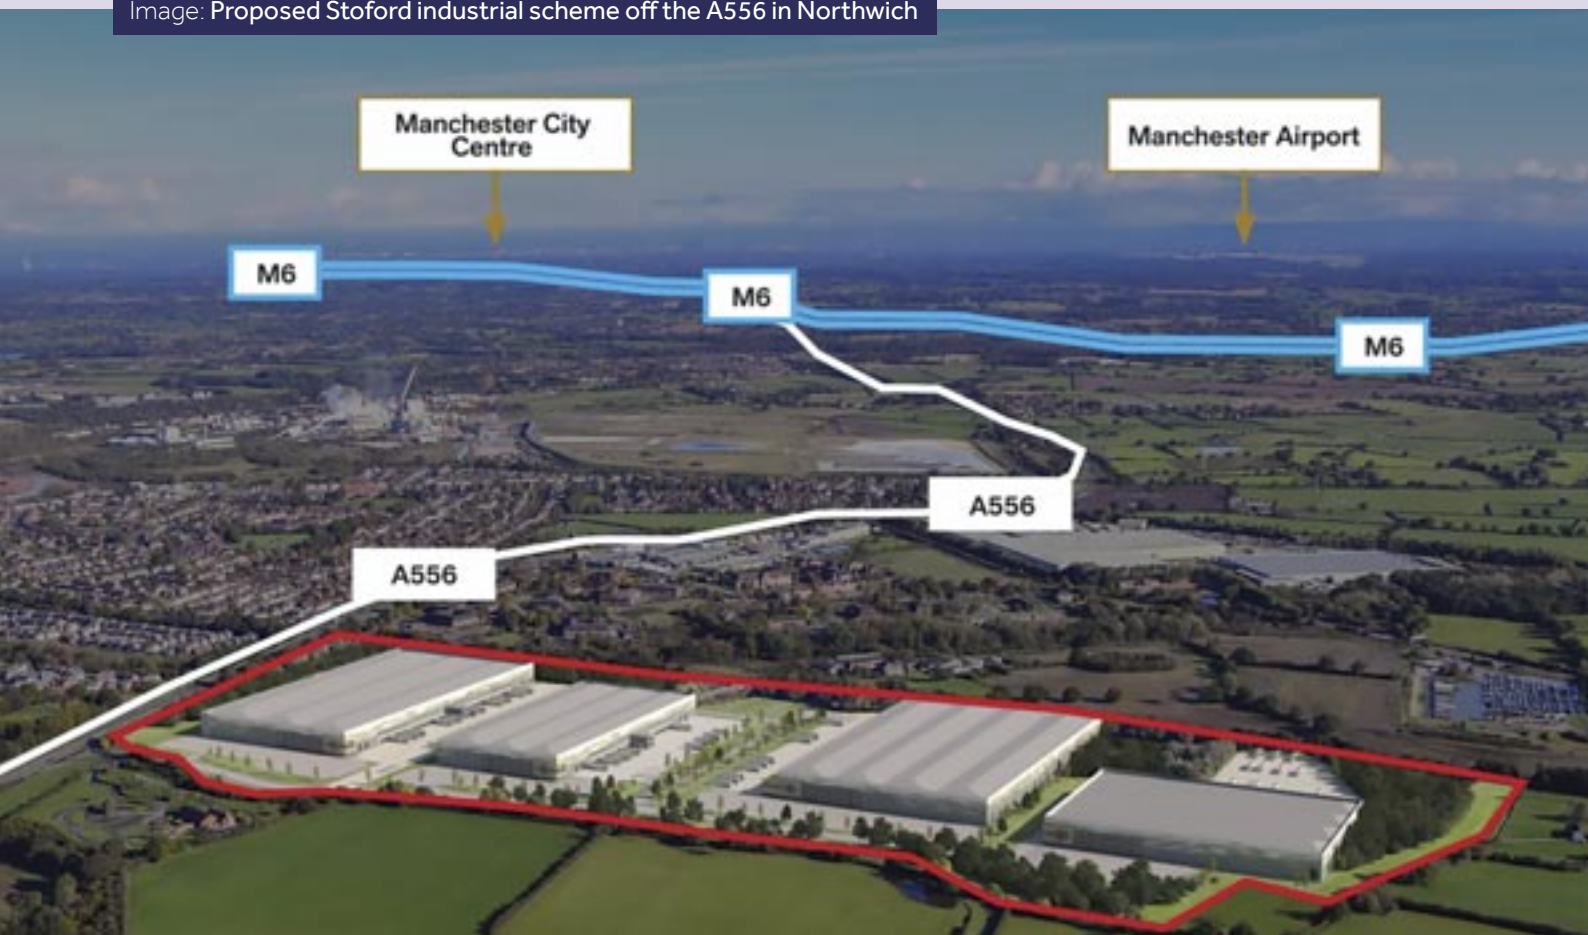 Image: Proposed Stoford industrial scheme off the A556 in Northwich
Manchester City
Centre
Manchester Airport
M6
M6
M6
A556
A556